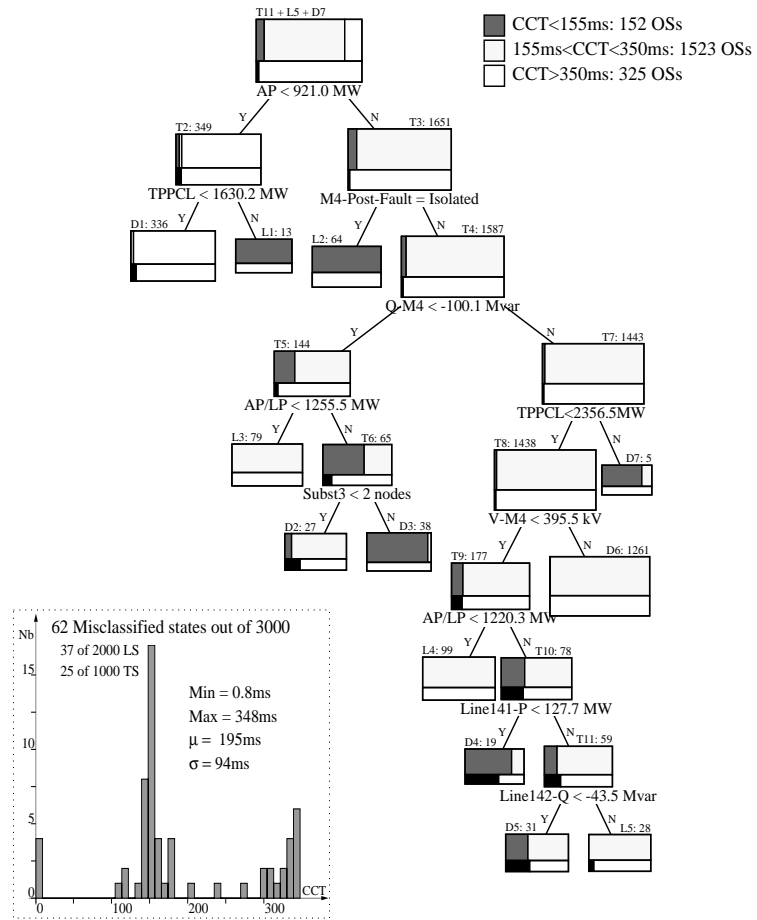 T11 + L5 + D7
CCT<155ms: 152 OSs
155ms<CCT<350ms: 1523 OSs
CCT>350ms: 325 OSs
AP < 921.0 MW
Y
N
T2: 349
T3: 1651
TPPCL < 1630.2 MW
M4-Post-Fault = Isolated
Y
N
Y
N
D1: 336
L1: 13
L2: 64
T4: 1587
Q-M4 < -100.1 Mvar
Y
N
T5: 144
T7: 1443
AP/LP < 1255.5 MW
TPPCL<2356.5MW
Y
N
Y
N
L3: 79
T6: 65
T8: 1438
D7: 5
Subst3 < 2 nodes
V-M4 < 395.5 kV
Y
N
Y
N
D2: 27
D3: 38
T9: 177
D6: 1261
AP/LP < 1220.3 MW
Y
N
L4: 99
T10: 78
Line141-P < 127.7 MW
Y
N
D4: 19
T11: 59
Line142-Q < -43.5 Mvar
Y
N
D5: 31
L5: 28
62 Misclassified states out of 3000
Nb
37 of 2000 LS
25 of 1000 TS
Min = 0.8ms
Max = 348ms
μ = 195ms
σ = 94ms
15
10
5
0
100
200
300
CCT